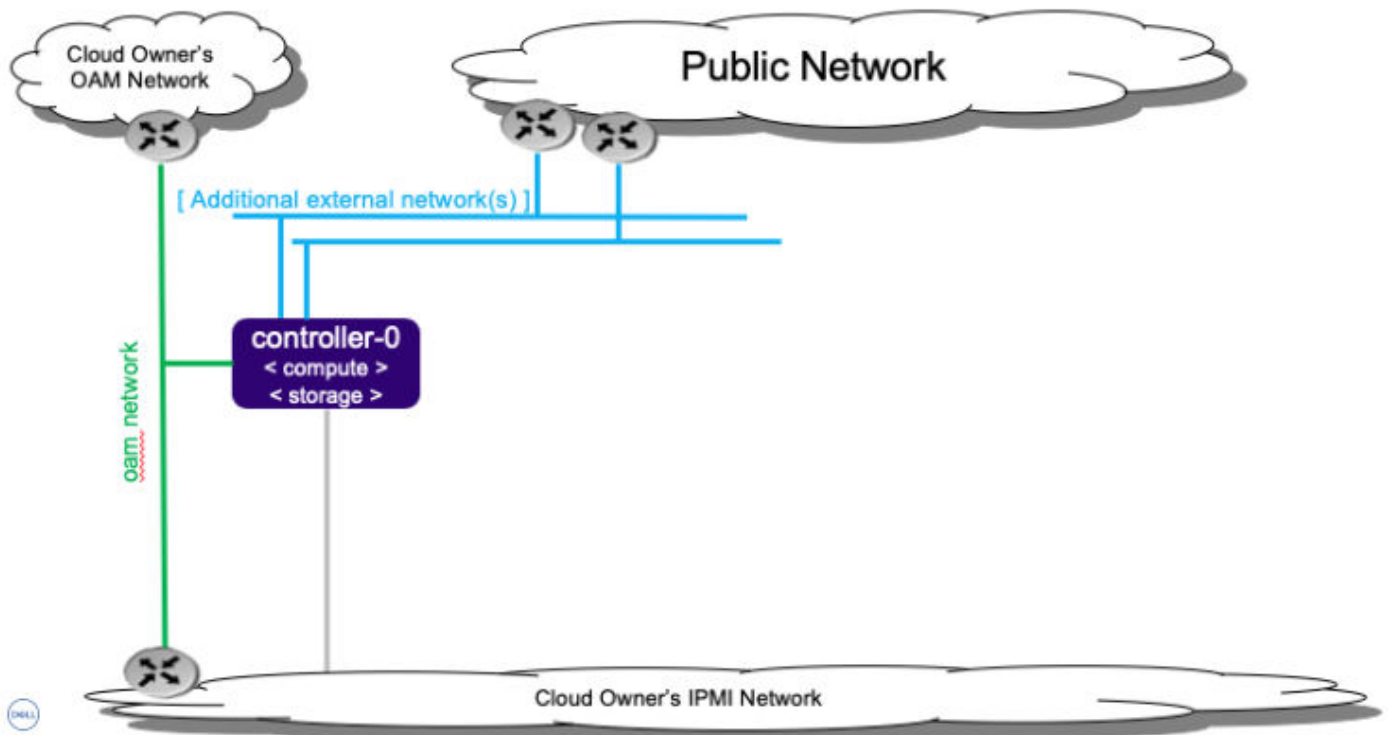 Cloud Owner's
OAM Network
Public Network
[ Additional external network(s) ]
controller-0
< compute >
< storage >
oam network
Cloud Owner's IPMI Network
DELL